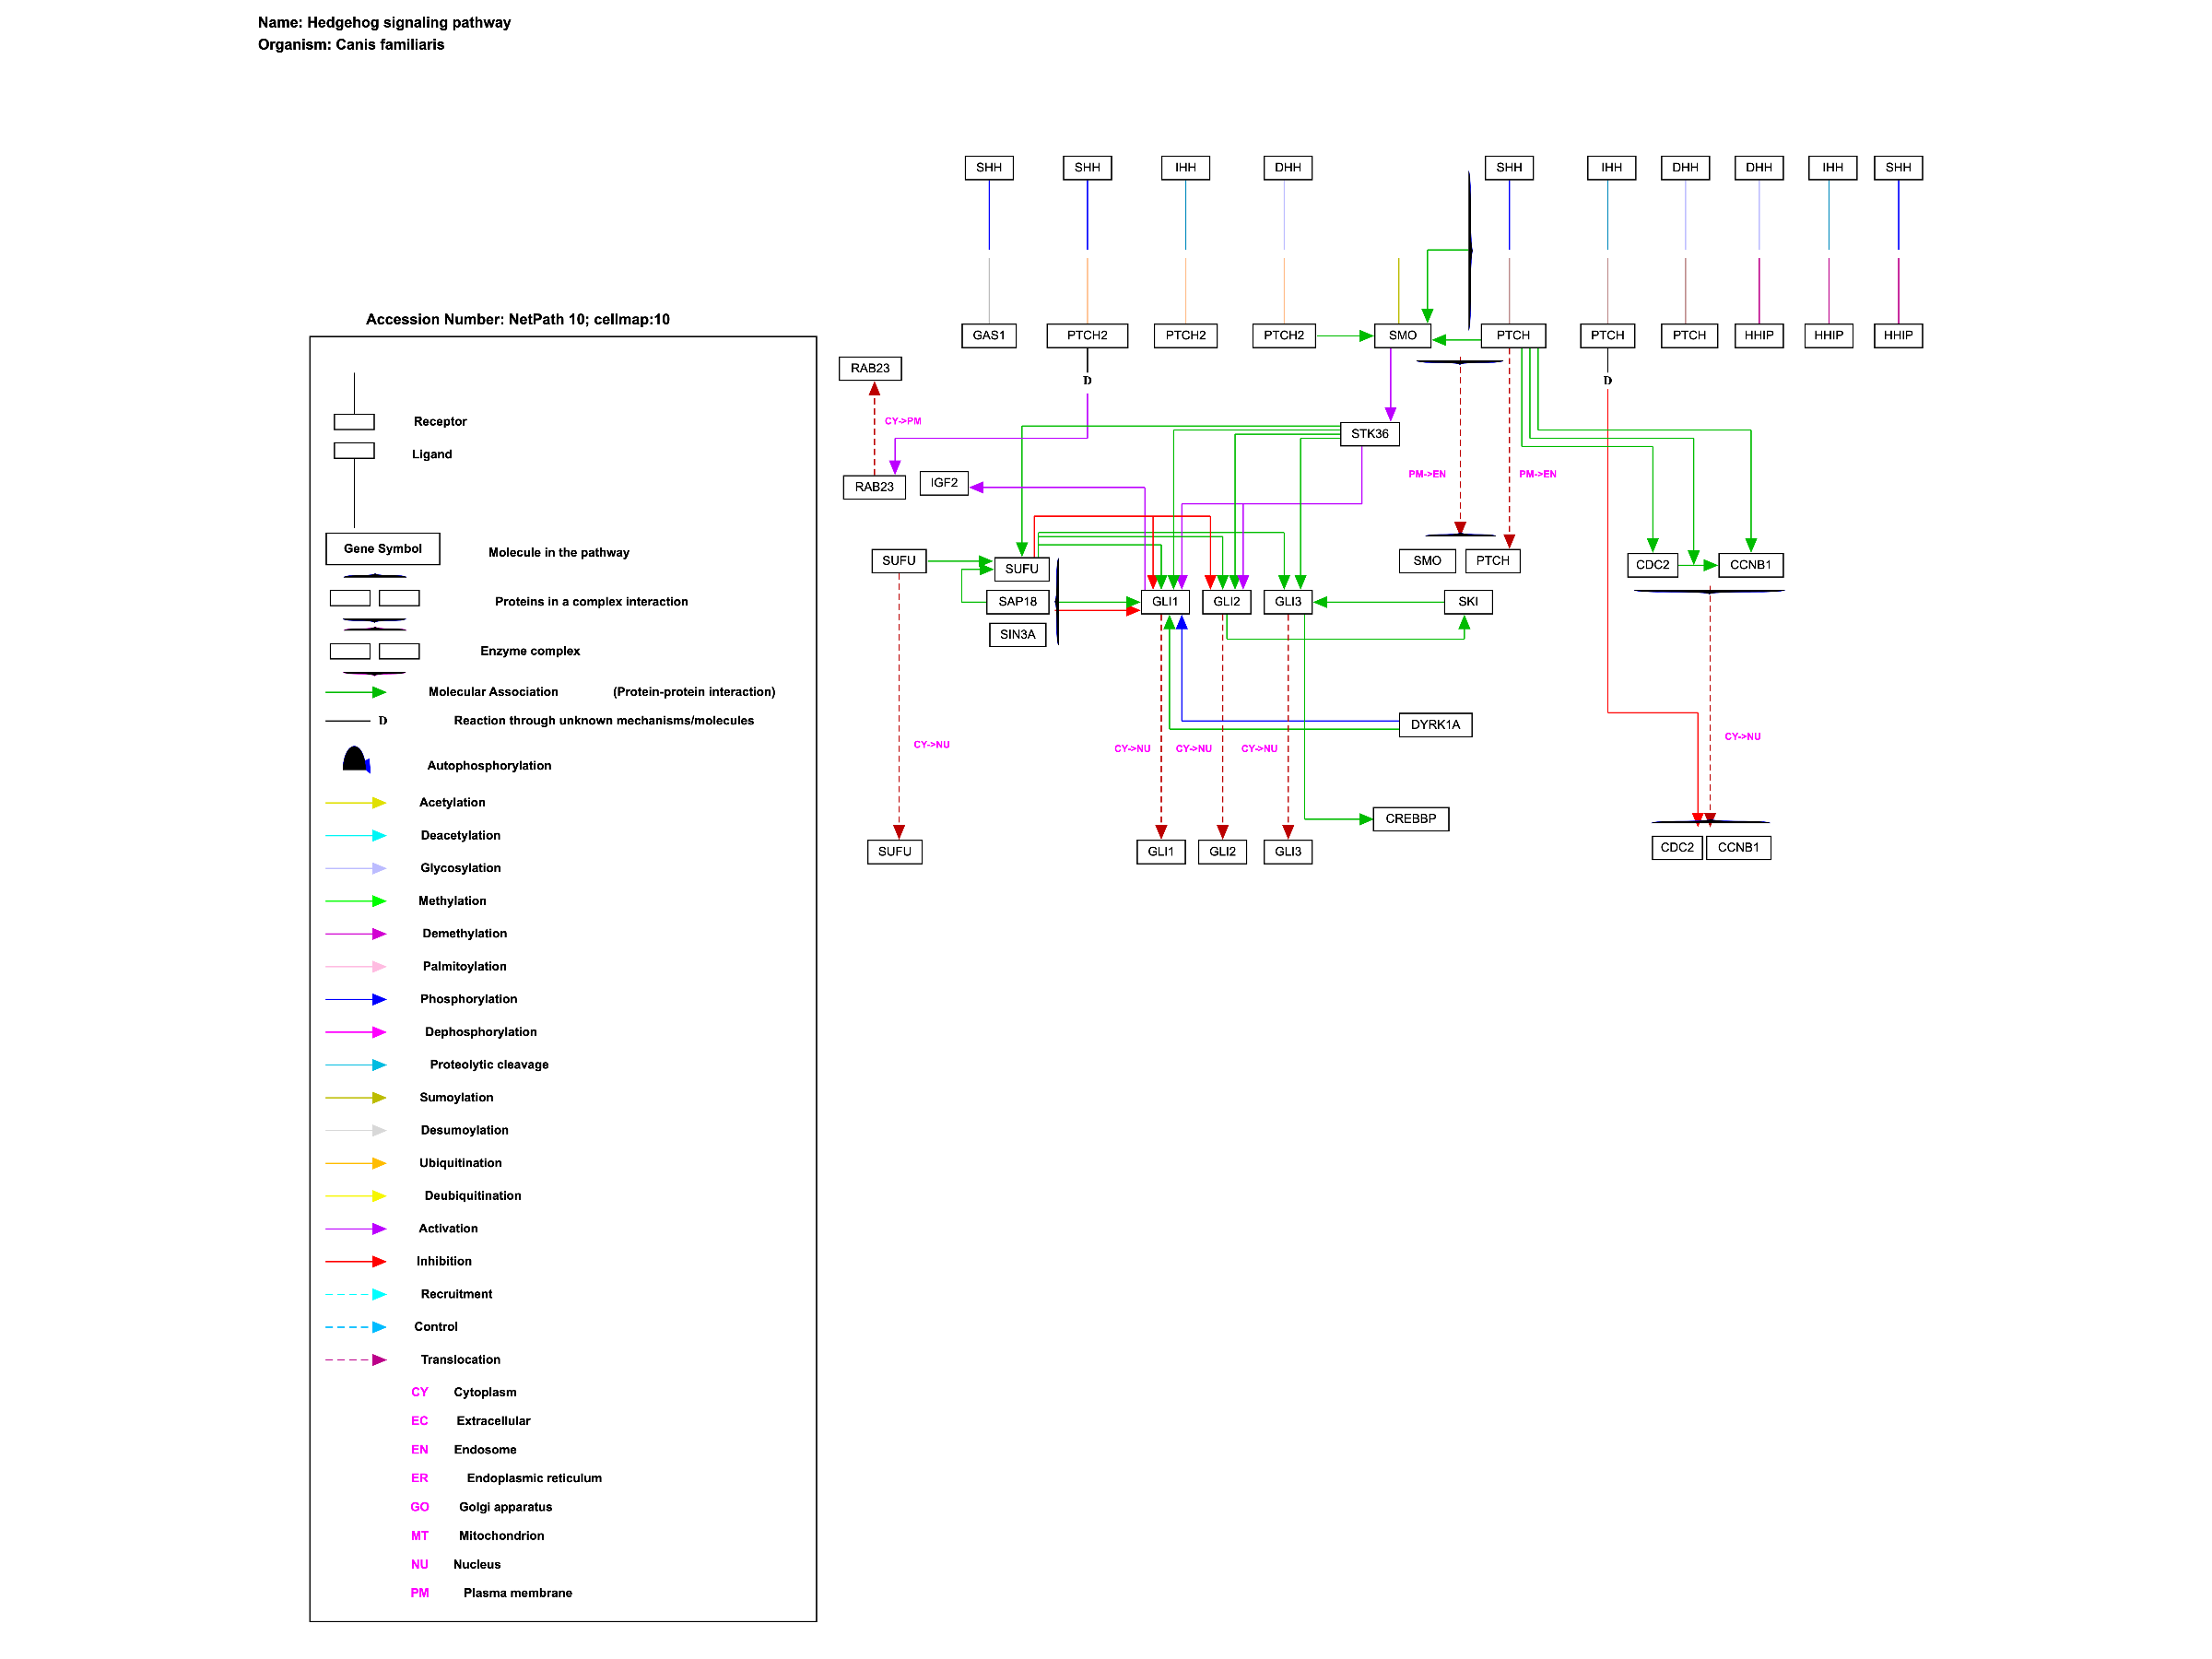 Name: Hedgehog signaling pathway
Organism: Canis familiaris
SHH SHH IHH DHH SHH IHH DHH DHH IHH SHH
Accession Number: NetPath 10; cellmap:10
GAS1 PTCH2 PTCH2 PTCH2 SMO PTCH PTCH PTCH HHIP HHIP HHIP
RAB23
D D
CY->PM
STK36
PM->EN PM->EN
RAB23 IGF2
SUFU SUFU SMO PTCH CDC2 CCNB1
SAP18 GLI1 GLI2 GLI3 SKI
SIN3A
DYRK1A
CY->NU CY->NU CY->NU CY->NU CY->NU
CREBBP
SUFU GLI1 GLI2 GLI3 CDC2 CCNB1
Receptor
Ligand
Gene Symbol Molecule in the pathway
Proteins in a complex interaction
Enzyme complex
Molecular Association (Protein-protein interaction)
D Reaction through unknown mechanisms/molecules
Autophosphorylation
Acetylation
Deacetylation
Glycosylation
Methylation
Demethylation
Palmitoylation
Phosphorylation
Dephosphorylation
Proteolytic cleavage
Sumoylation
Desumoylation
Ubiquitination
Deubiquitination
Activation
Inhibition
Recruitment
Control
Translocation
CY Cytoplasm
EC Extracellular
EN Endosome
ER Endoplasmic reticulum
GO Golgi apparatus
MT Mitochondrion
NU Nucleus
PM Plasma membrane